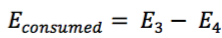 E_consumed = E_3 − E_4